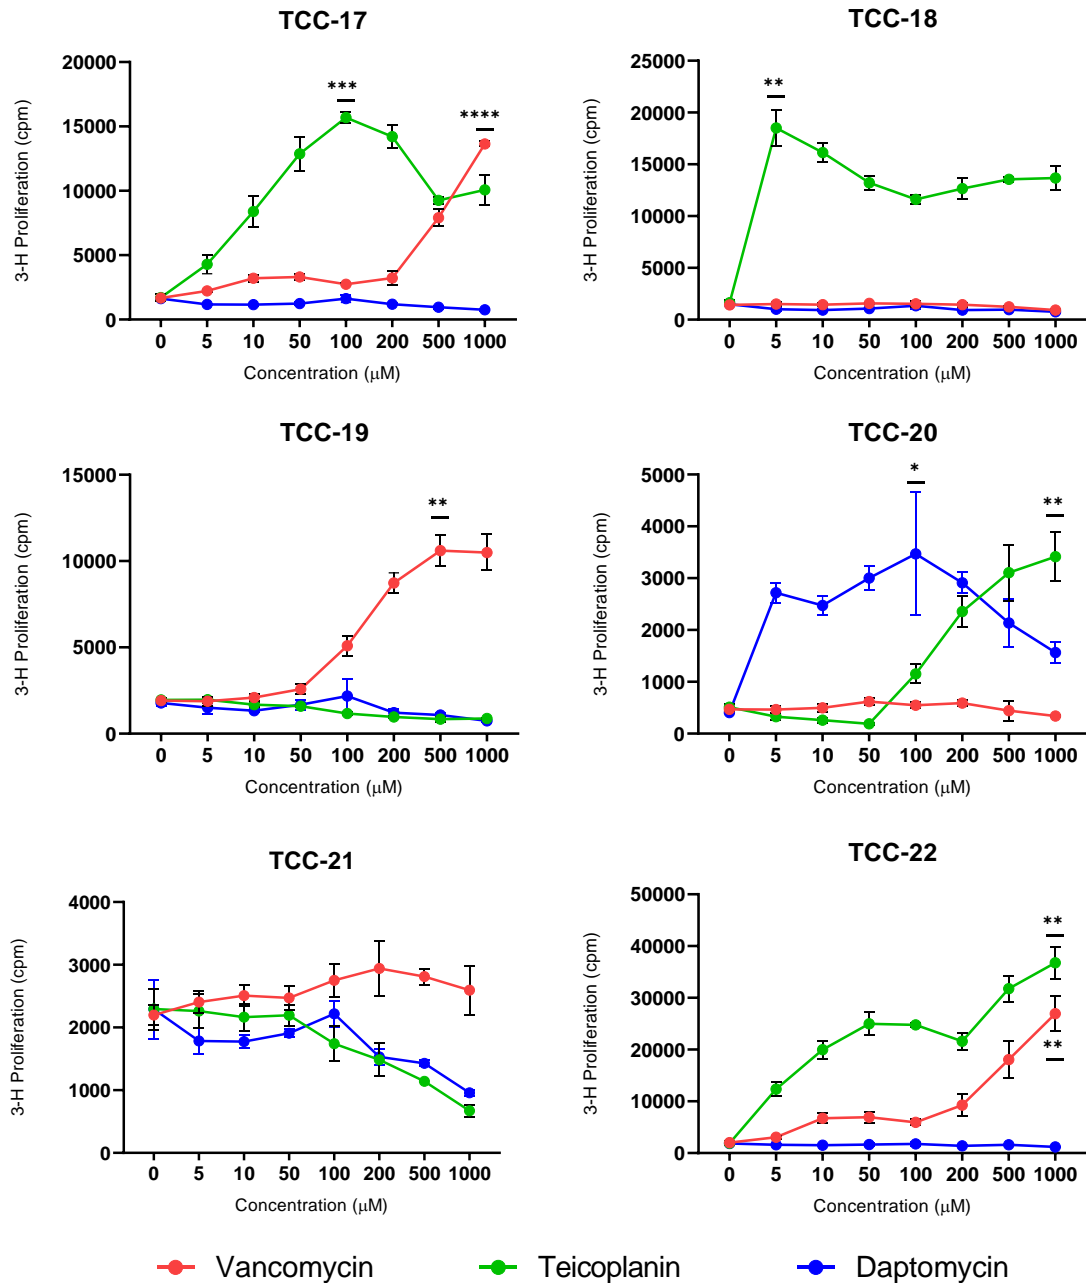 TCC-17
3-H Proliferation (cpm)
20000
15000
10000
5000
0
***
****
0 5 10 50 100 200 500 1000
Concentration (μM)
TCC-18
3-H Proliferation (cpm)
25000
20000
15000
10000
5000
0
**
0 5 10 50 100 200 500 1000
Concentration (μM)
TCC-19
3-H Proliferation (cpm)
15000
10000
5000
0
**
0 5 10 50 100 200 500 1000
Concentration (μM)
TCC-20
3-H Proliferation (cpm)
5000
4000
3000
2000
1000
0
*
**
0 5 10 50 100 200 500 1000
Concentration (μM)
TCC-21
3-H Proliferation (cpm)
4000
3000
2000
1000
0
0 5 10 50 100 200 500 1000
Concentration (μM)
TCC-22
3-H Proliferation (cpm)
50000
40000
30000
20000
10000
0
**
**
0 5 10 50 100 200 500 1000
Concentration (μM)
Vancomycin Teicoplanin Daptomycin